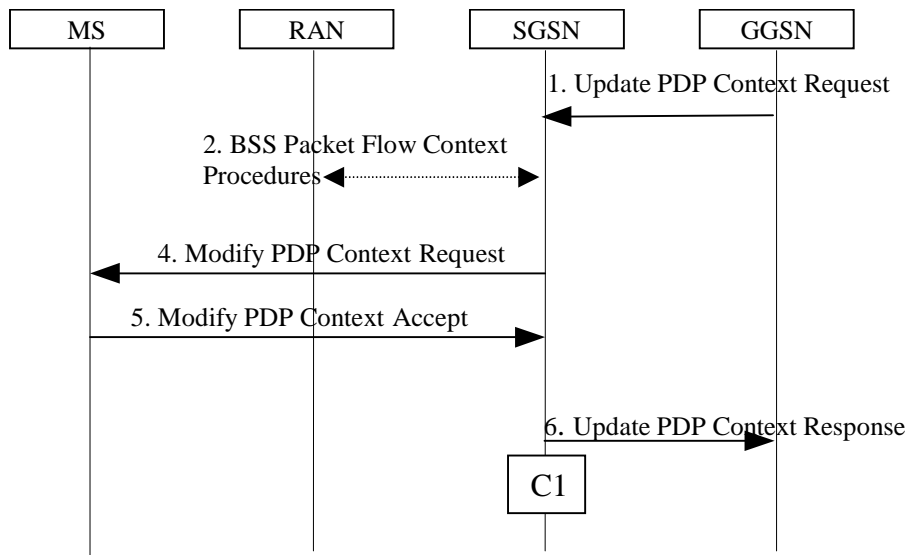 MS
RAN
SGSN
GGSN
1. Update PDP Context Request
2. BSS Packet Flow Context
Procedures
4. Modify PDP Context Request
5. Modify PDP Context Accept
6. Update PDP Context Response
C1